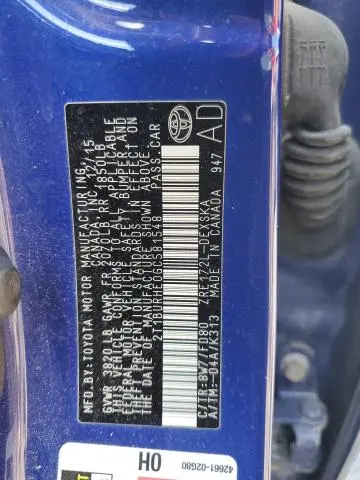 MFD.BY:TOYOTA MOTOR MANUFACTURING
CANADA INC. 12/15
GVWR 3820LB GAWR FR 2020LB RR 1850LB
THIS VEHICLE CONFORMS TO ALL APPLICABLE
FEDERAL MOTOR VEHICLE SAFETY, BUMPER, AND
THEFT PREVENTION STANDARDS IN EFFECT ON
THE DATE OF MANUFACTURE SHOWN ABOVE.
2T1BURHE0GC581548 PASS.CAR
ZRE172L-DEXSKA
C/TR:8W7/FD80
A/TM:-04A/K313 MADE IN CANADA 947
AD
42661-02G80
OH